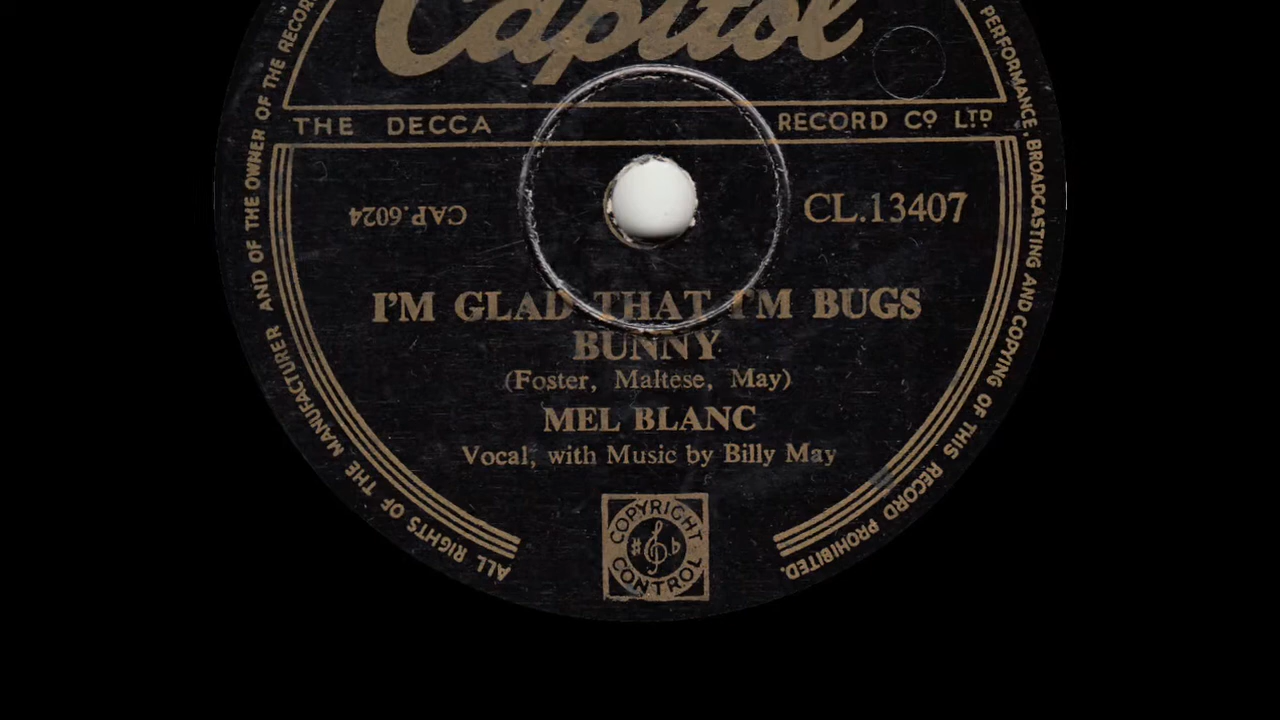 Capitol
THE DECCA RECORD CO LTD
CAP.6024
CL.13407
I'M GLAD THAT I'M BUGS
BUNNY
(Foster, Maltese, May)
MEL BLANC
Vocal, with Music by Billy May
COPYRIGHT
CONTROL
ALL RIGHTS OF THE MANUFACTURER AND OF THE OWNER OF THE RECOR
PERFORMANCE, BROADCASTING AND COPYING OF THIS RECORD PROHIBITED.